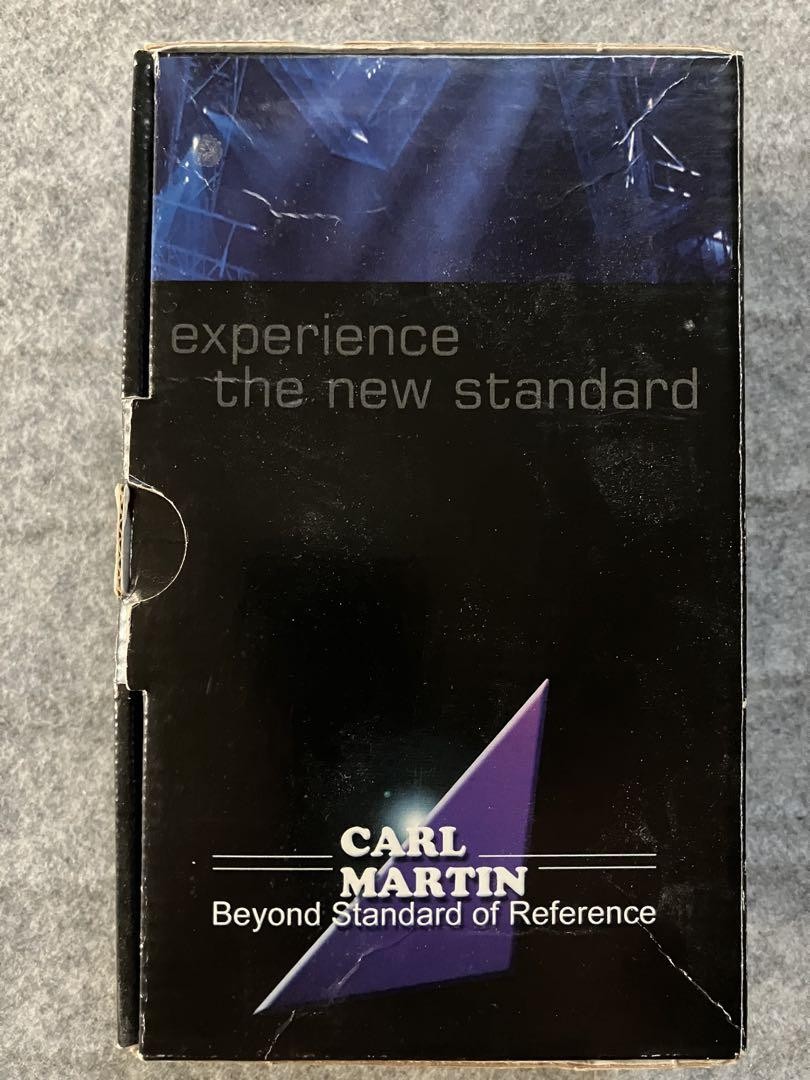 experience
the new standard
CARL
MARTIN
Beyond Standard of Reference